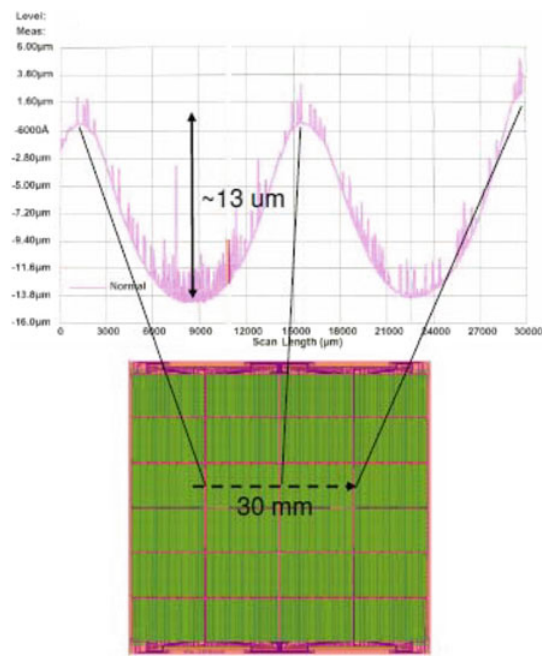 Level:
Meas:
6.00µm
3.80µm
1.60µm
-6000Å
-2.80µm
-5.00µm
-7.20µm
-9.40µm
-11.6µm
-13.8µm
-16.0µm
~13 um
Normal
0 3000 6000 9000 12000 15000 18000 21000 24000 27000 30000
Scan Length (µm)
30 mm